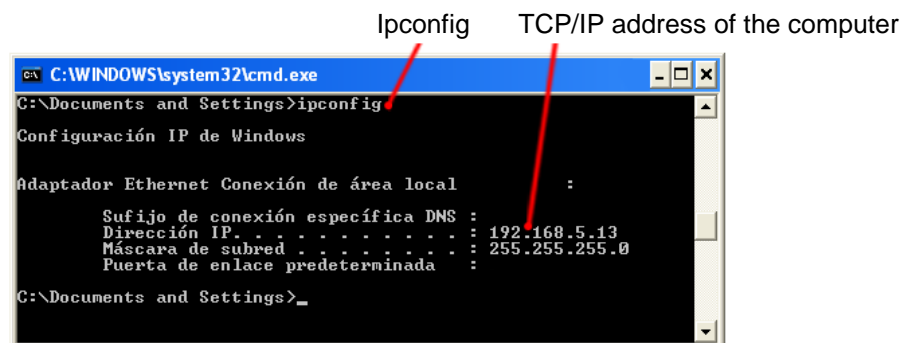 Ipconfig TCP/IP address of the computer
C:\WINDOWS\system32\cmd.exe
C:\Documents and Settings>ipconfig
Configuración IP de Windows
Adaptador Ethernet Conexión de área local :
Sufijo de conexión específica DNS :
Dirección IP. . . . . . . . . . . : 192.168.5.13
Máscara de subred . . . . . . . . : 255.255.255.0
Puerta de enlace predeterminada :
C:\Documents and Settings>_